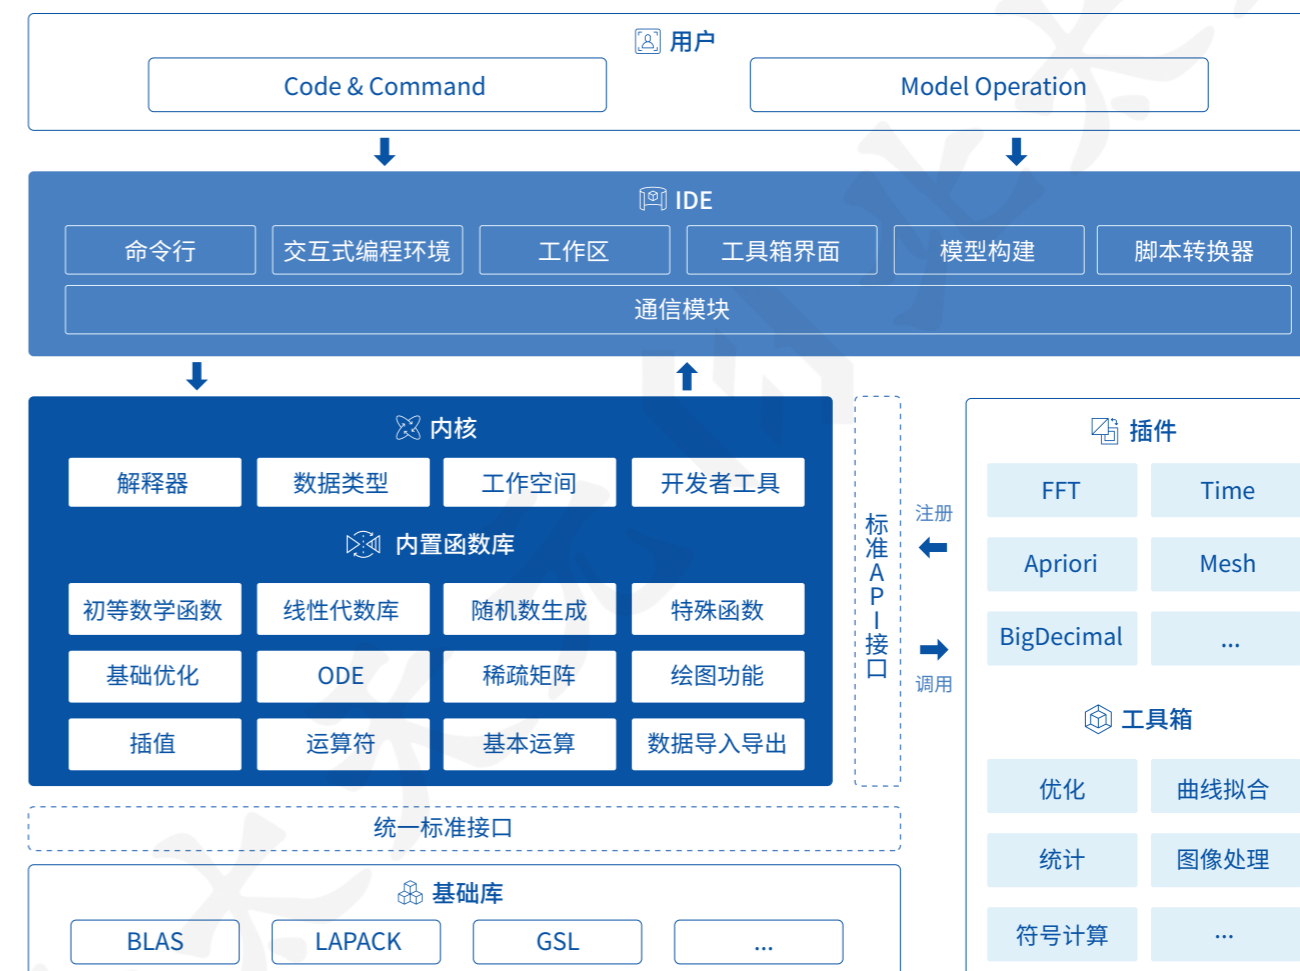 用户
Code & Command
Model Operation
IDE
命令行
交互式编程环境
工作区
工具箱界面
模型构建
脚本转换器
通信模块
内核
解释器
数据类型
工作空间
开发者工具
内置函数库
初等数学函数
线性代数库
随机数生成
特殊函数
基础优化
ODE
稀疏矩阵
绘图功能
插值
运算符
基本运算
数据导入导出
标准API接口
注册
调用
插件
FFT
Time
Apriori
Mesh
BigDecimal
...
工具箱
优化
曲线拟合
统计
图像处理
符号计算
...
统一标准接口
基础库
BLAS
LAPACK
GSL
...